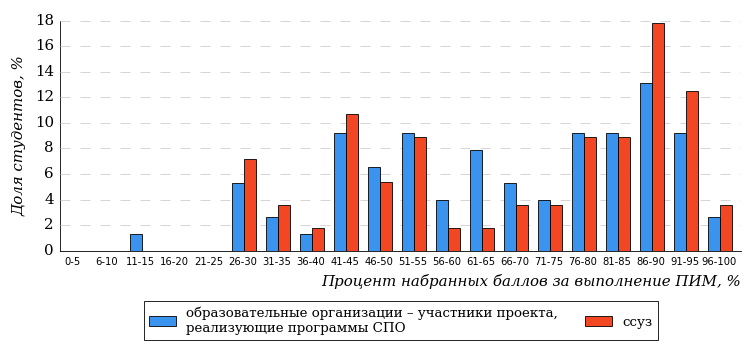 Доля студентов, %
18
16
14
12
10
8
6
4
2
0
0-5 6-10 11-15 16-20 21-25 26-30 31-35 36-40 41-45 46-50 51-55 56-60 61-65 66-70 71-75 76-80 81-85 86-90 91-95 96-100
Процент набранных баллов за выполнение ПИМ, %
образовательные организации – участники проекта,
реализующие программы СПО
ссуз